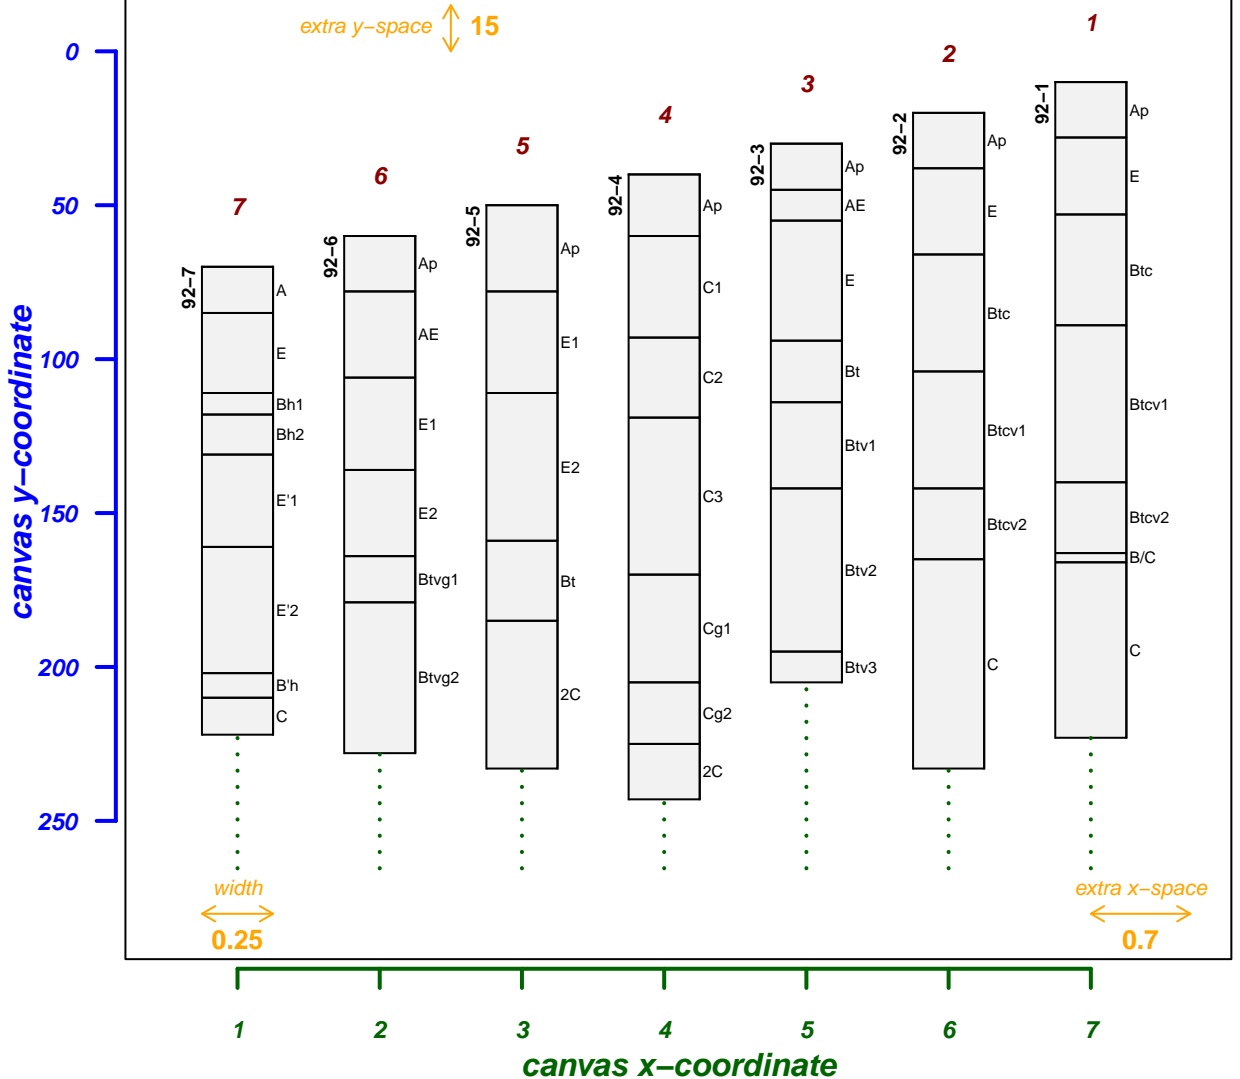 extra y−space 15
0
50
100
150
200
250
canvas y−coordinate
7
92−7
A
E
Bh1
Bh2
E'1
E'2
B'h
C
6
92−6
Ap
AE
E1
E2
Btvg1
Btvg2
5
92−5
Ap
E1
E2
Bt
2C
4
92−4
Ap
C1
C2
C3
Cg1
Cg2
2C
3
92−3
Ap
AE
E
Bt
Btv1
Btv2
Btv3
2
92−2
Ap
E
Btc
Btcv1
Btcv2
C
1
92−1
Ap
E
Btc
Btcv1
Btcv2
B/C
C
width
0.25
extra x−space
0.7
1 2 3 4 5 6 7
canvas x−coordinate